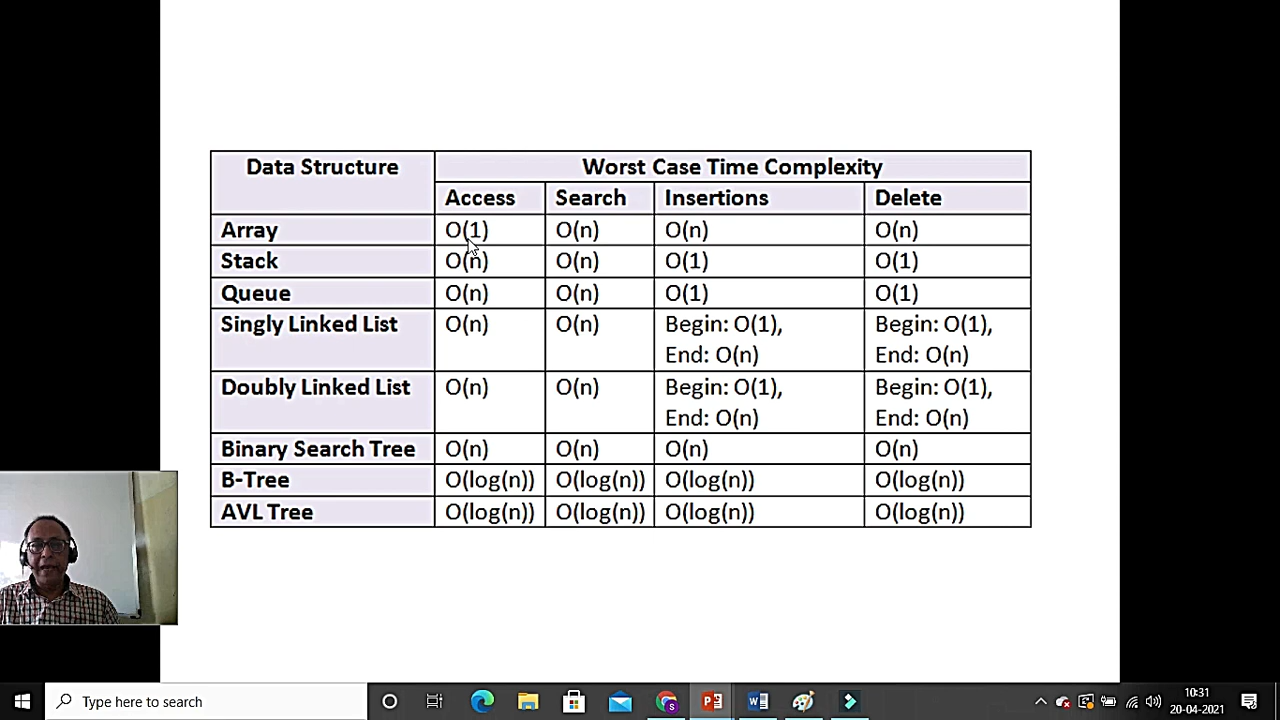 Data Structure Worst Case Time Complexity
Access Search Insertions Delete
Array O(1) O(n) O(n) O(n)
Stack O(n) O(n) O(1) O(1)
Queue O(n) O(n) O(1) O(1)
Singly Linked List O(n) O(n) Begin: O(1), Begin: O(1),
End: O(n) End: O(n)
Doubly Linked List O(n) O(n) Begin: O(1), Begin: O(1),
End: O(n) End: O(n)
Binary Search Tree O(n) O(n) O(n) O(n)
B-Tree O(log(n)) O(log(n)) O(log(n)) O(log(n))
AVL Tree O(log(n)) O(log(n)) O(log(n)) O(log(n))
Type here to search
10:31
20-04-2021